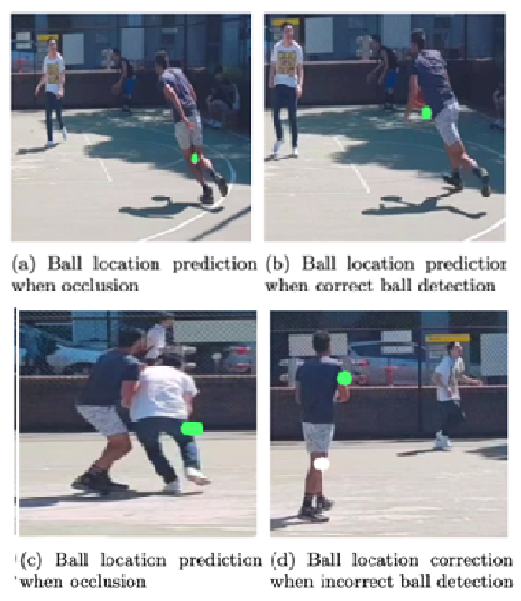 (a) Ball location prediction
when occlusion
(b) Ball location prediction
when correct ball detection
(c) Ball location prediction
when occlusion
(d) Ball location correction
when incorrect ball detection